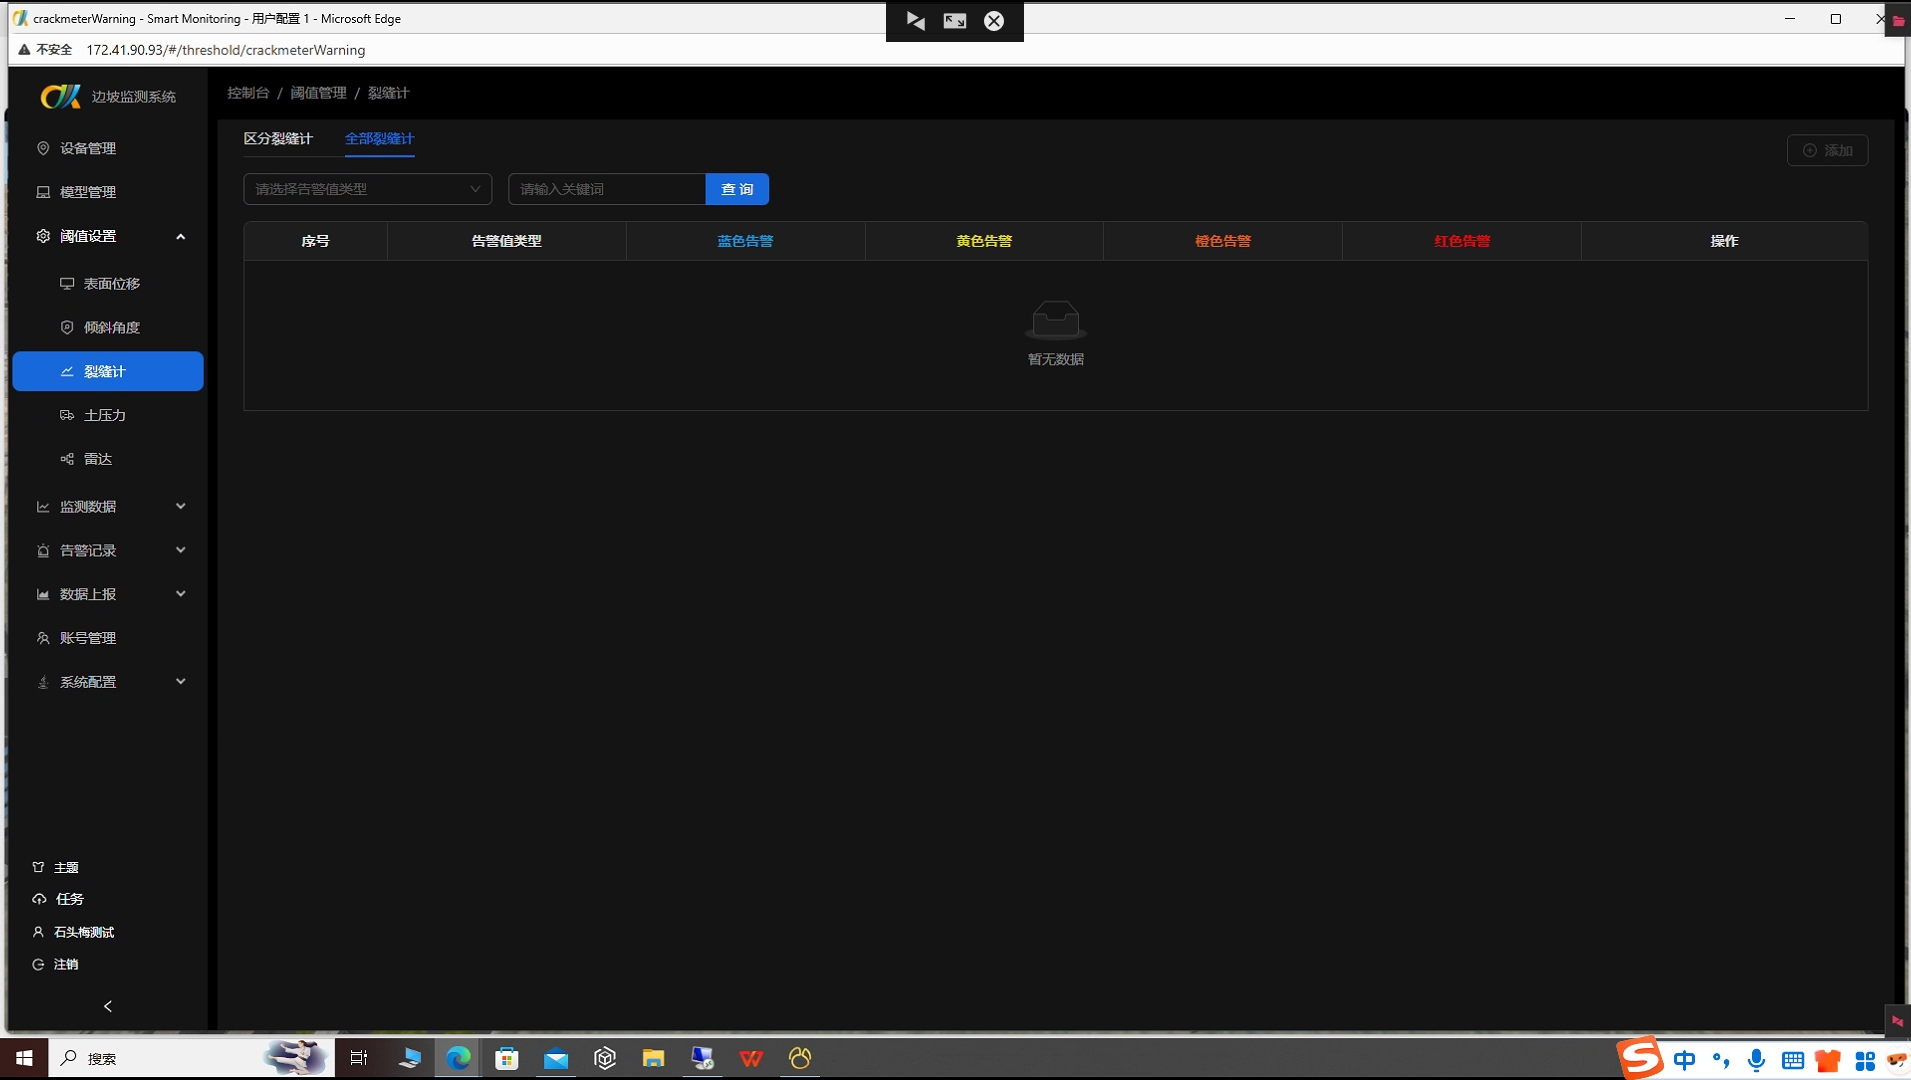 crackmeterWarning - Smart Monitoring - 用户配置 1 - Microsoft Edge
不安全 172.41.90.93/#/threshold/crackmeterWarning
边坡监测系统
控制台 / 阈值管理 / 裂缝计
设备管理
模型管理
阈值设置
表面位移
倾斜角度
裂缝计
土压力
雷达
监测数据
告警记录
数据上报
账号管理
系统配置
主题
任务
石头梅测试
注销
区分裂缝计 全部裂缝计
添加
请选择告警值类型 请输入关键词 查 询
序号 告警值类型 蓝色告警 黄色告警 橙色告警 红色告警 操作
暂无数据
搜索
中